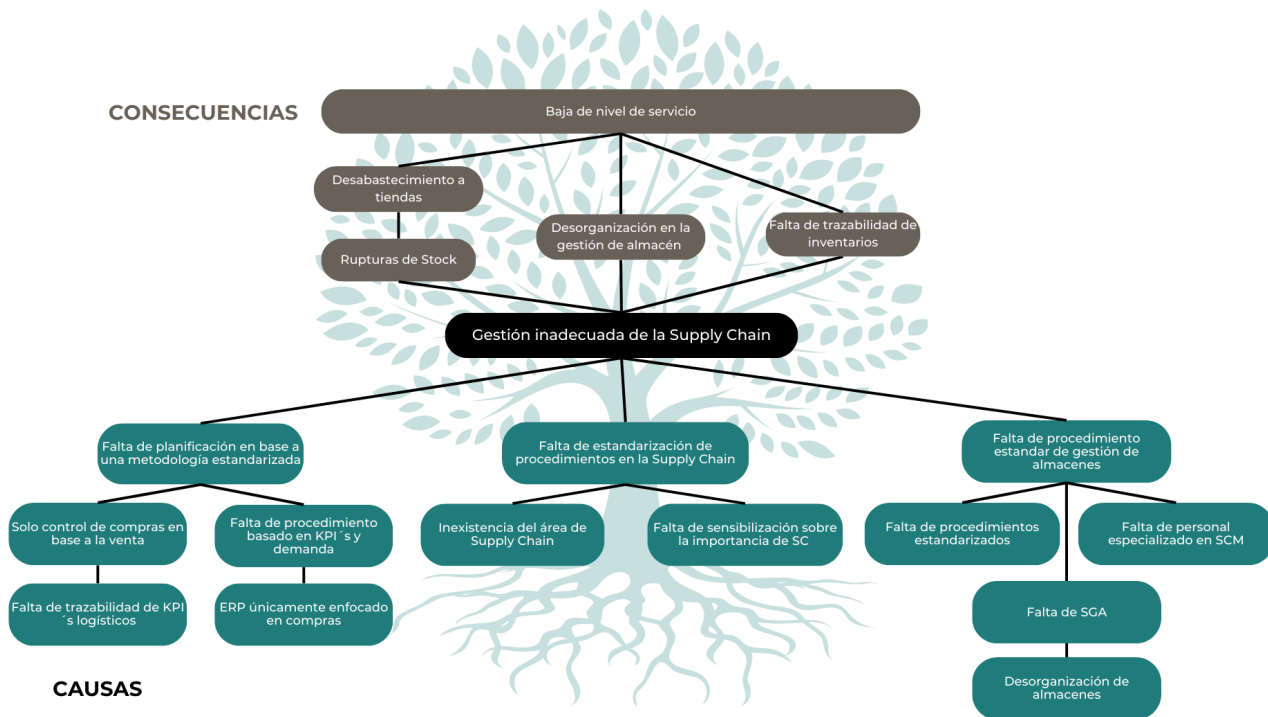 CONSECUENCIAS
Baja de nivel de servicio
Desabastecimiento a
tiendas
Desorganización en la
gestión de almacén
Falta de trazabilidad de
inventarios
Rupturas de Stock
Gestión inadecuada de la Supply Chain
Falta de planificación en base a
una metodología estandarizada
Falta de estandarización de
procedimientos en la Supply Chain
Falta de procedimiento
estandar de gestión de
almacenes
Solo control de compras en
base a la venta
Falta de procedimiento
basado en KPI´s y
demanda
Inexistencia del área de
Supply Chain
Falta de sensibilización sobre
la importancia de SC
Falta de procedimientos
estandarizados
Falta de personal
especializado en SCM
Falta de trazabilidad de KPI
´s logísticos
ERP únicamente enfocado
en compras
Falta de SGA
Desorganización de
almacenes
CAUSAS